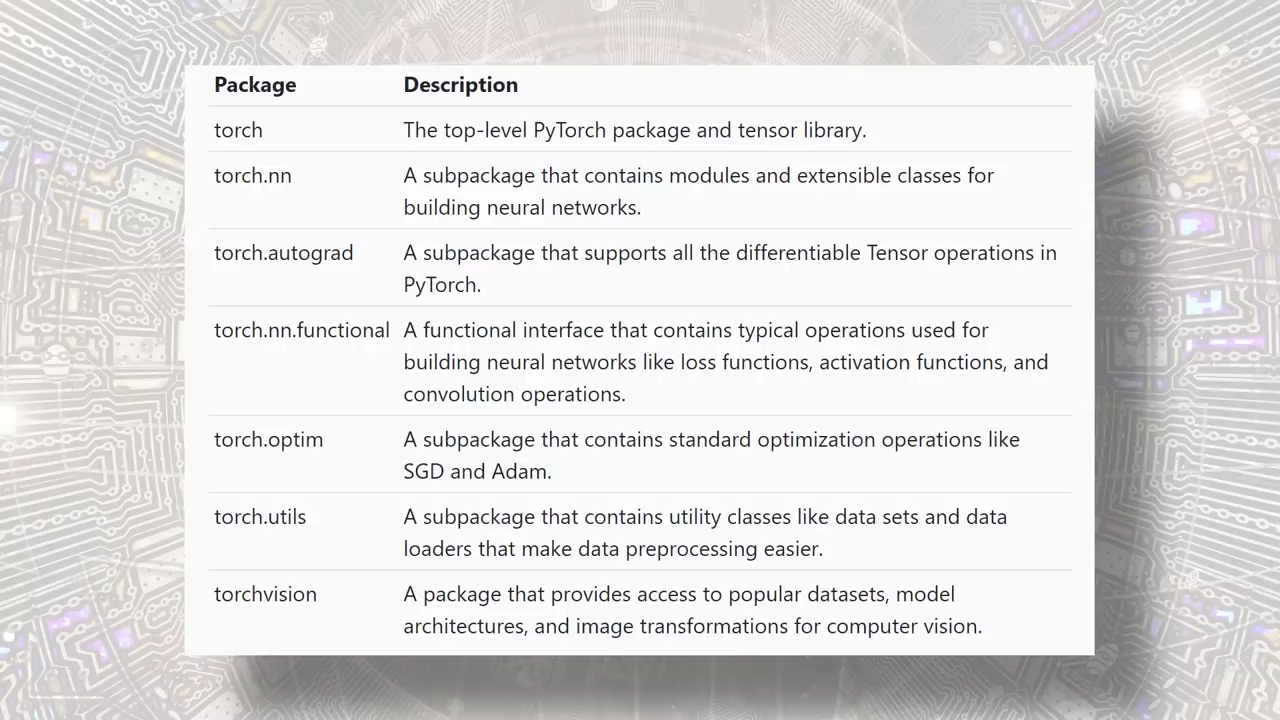 Package Description
torch The top-level PyTorch package and tensor library.
torch.nn A subpackage that contains modules and extensible classes for
building neural networks.
torch.autograd A subpackage that supports all the differentiable Tensor operations in
PyTorch.
torch.nn.functional A functional interface that contains typical operations used for
building neural networks like loss functions, activation functions, and
convolution operations.
torch.optim A subpackage that contains standard optimization operations like
SGD and Adam.
torch.utils A subpackage that contains utility classes like data sets and data
loaders that make data preprocessing easier.
torchvision A package that provides access to popular datasets, model
architectures, and image transformations for computer vision.